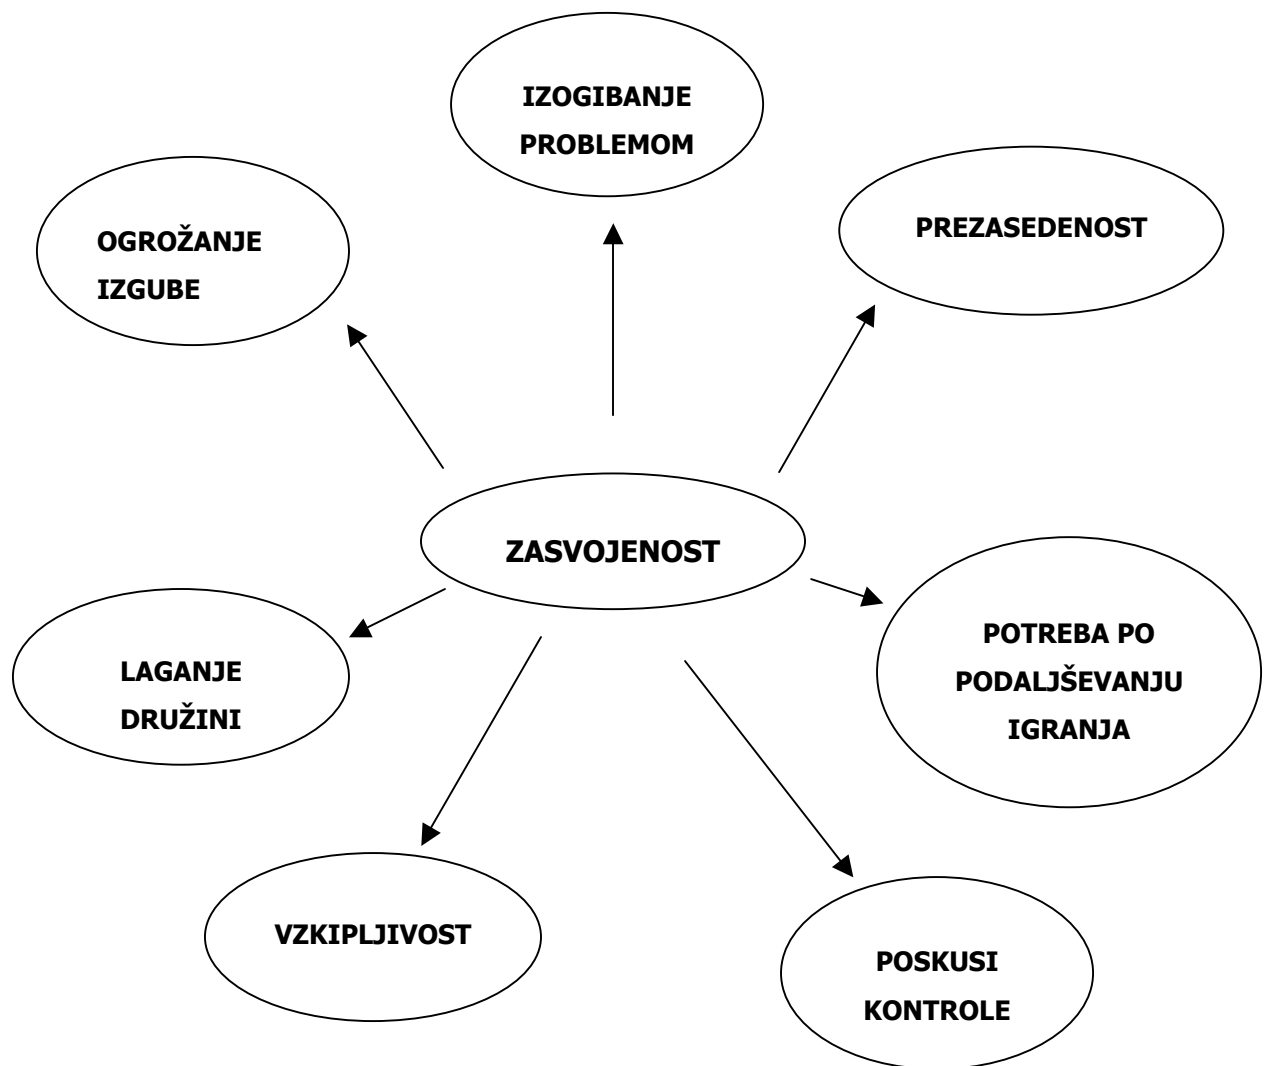 IZOGIBANJE
PROBLEMOM
PREZASEDENOST
OGROŽANJE
IZGUBE
ZASVOJENOST
POTREBA PO
PODALJŠEVANJU
IGRANJA
LAGANJE
DRUŽINI
VZKIPLJIVOST
POSKUSI
KONTROLE